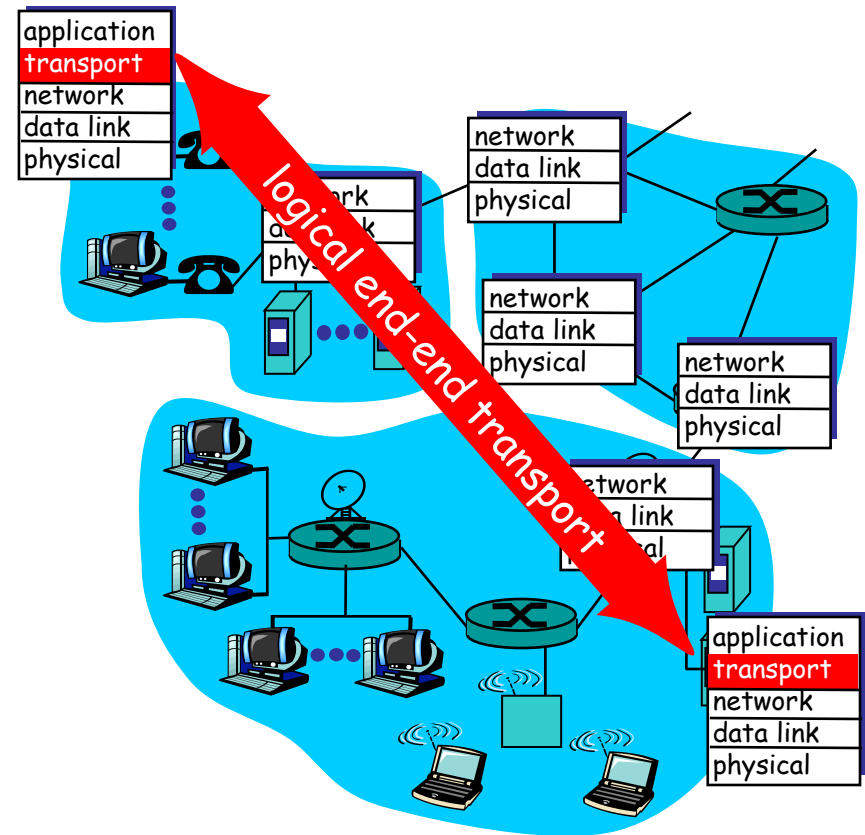 application
transport
network
data link
physical
network
data link
physical
logical end-end transport
network
data link
physical
network
data link
physical
link
application
transport
network
data link
physical